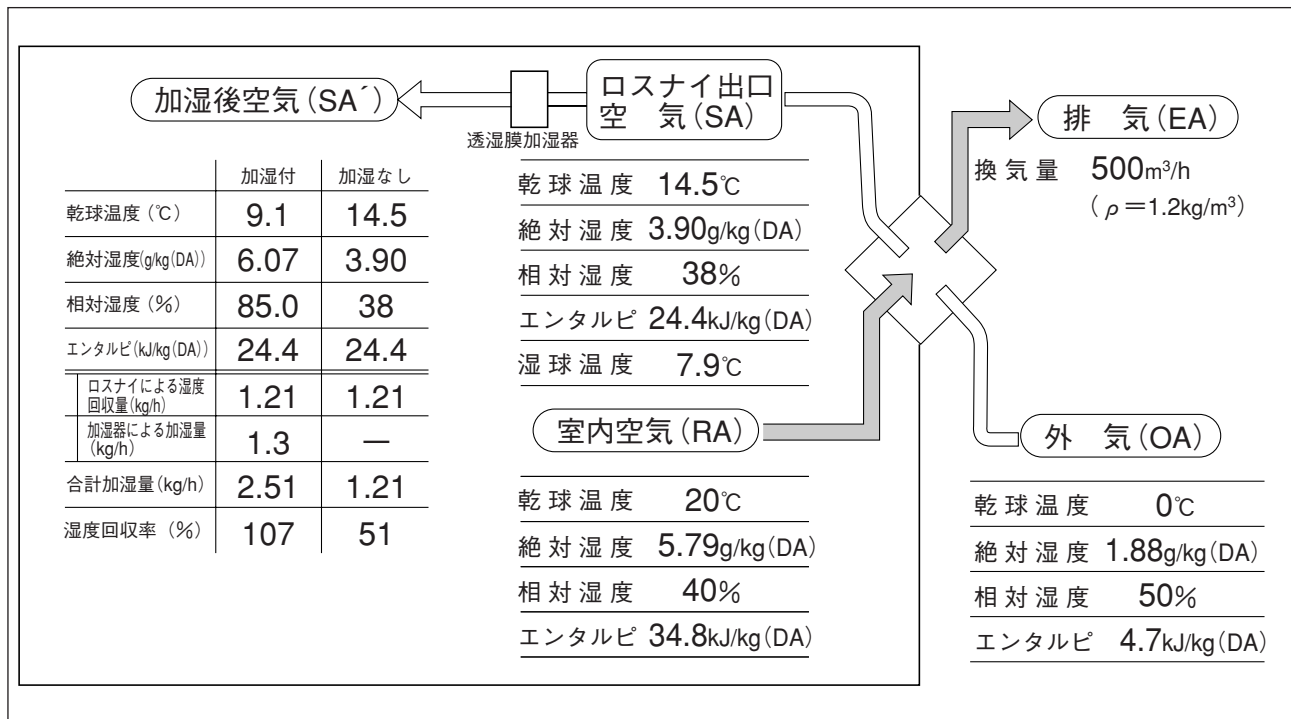 加湿後空気（SA´）
ロスナイ出口
空　気（SA）
透湿膜加湿器
排　気（EA）
換気量　500m³/h
（ρ＝1.2kg/m³）
加湿付　加湿なし
乾球温度（℃）　9.1　14.5
絶対湿度(g/kg(DA))　6.07　3.90
相対湿度（％）　85.0　38
エンタルピ(kJ/kg(DA))　24.4　24.4
ロスナイによる湿度
回収量(kg/h)　1.21　1.21
加湿器による加湿量
(kg/h)　1.3　―
合計加湿量(kg/h)　2.51　1.21
湿度回収率（％）　107　51
乾球温度　14.5℃
絶対湿度　3.90g/kg(DA)
相対湿度　38％
エンタルピ　24.4kJ/kg(DA)
湿球温度　7.9℃
室内空気（RA）
乾球温度　20℃
絶対湿度　5.79g/kg(DA)
相対湿度　40％
エンタルピ　34.8kJ/kg(DA)
外　気（OA）
乾球温度　0℃
絶対湿度　1.88g/kg(DA)
相対湿度　50％
エンタルピ　4.7kJ/kg(DA)